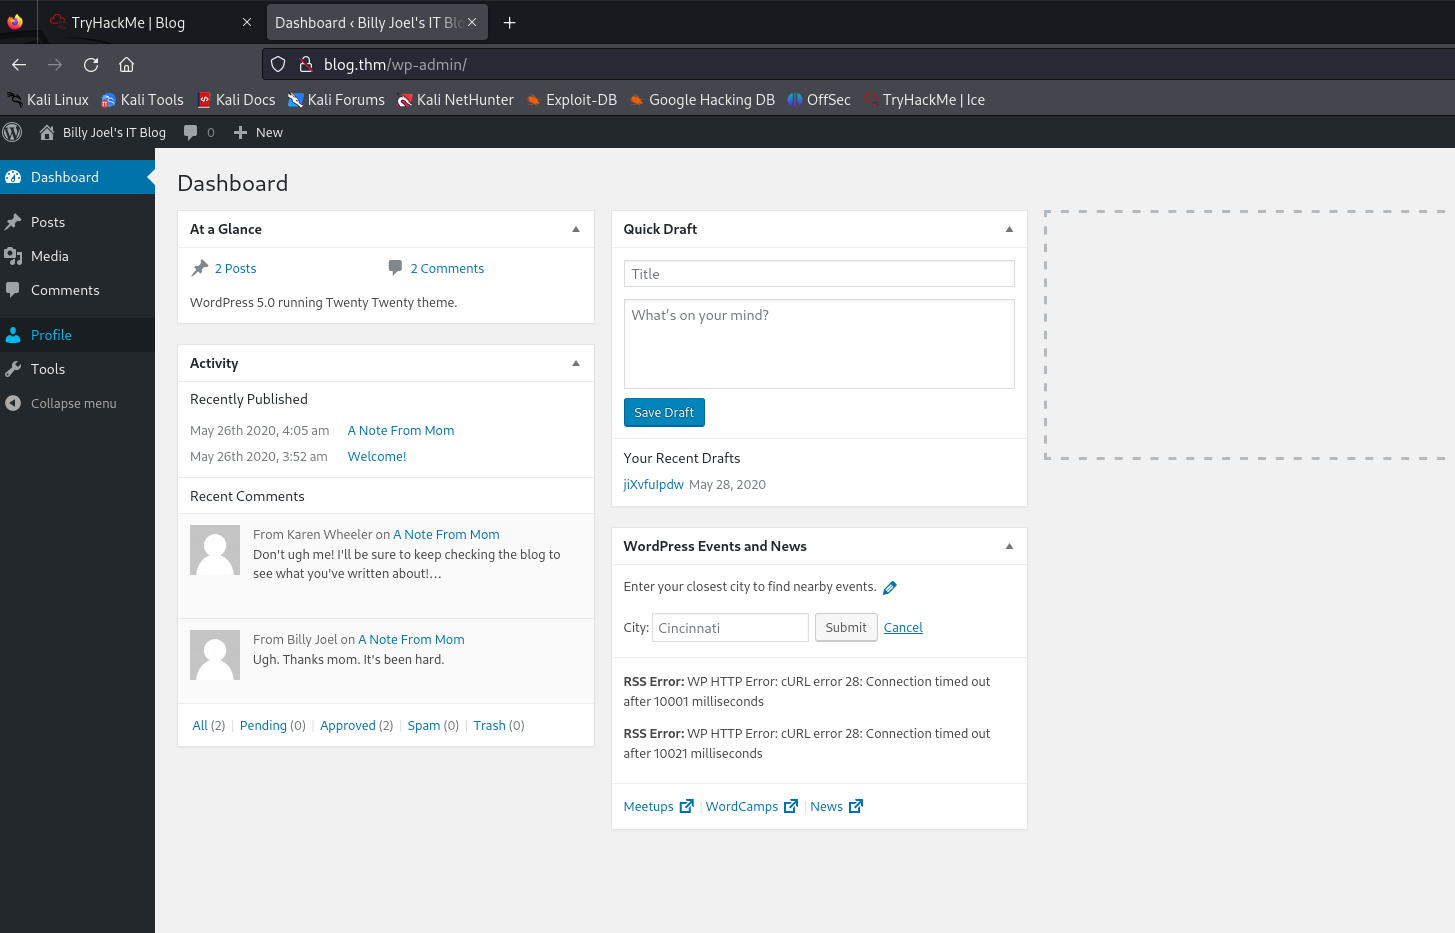 TryHackMe | Blog
Dashboard ‹ Billy Joel's IT Blo
blog.thm/wp-admin/
Kali Linux Kali Tools Kali Docs Kali Forums Kali NetHunter Exploit-DB Google Hacking DB OffSec TryHackMe | Ice
Billy Joel's IT Blog 0 New
Dashboard
Posts
Media
Comments
Profile
Tools
Collapse menu
Dashboard
At a Glance
2 Posts 2 Comments
WordPress 5.0 running Twenty Twenty theme.
Activity
Recently Published
May 26th 2020, 4:05 am A Note From Mom
May 26th 2020, 3:52 am Welcome!
Recent Comments
From Karen Wheeler on A Note From Mom
Don't ugh me! I'll be sure to keep checking the blog to
see what you've written about!…
From Billy Joel on A Note From Mom
Ugh. Thanks mom. It's been hard.
All (2) | Pending (0) | Approved (2) | Spam (0) | Trash (0)
Quick Draft
Title
What's on your mind?
Save Draft
Your Recent Drafts
jiXvfuIpdw May 28, 2020
WordPress Events and News
Enter your closest city to find nearby events.
City: Cincinnati Submit Cancel
RSS Error: WP HTTP Error: cURL error 28: Connection timed out
after 10001 milliseconds
RSS Error: WP HTTP Error: cURL error 28: Connection timed out
after 10021 milliseconds
Meetups | WordCamps | News